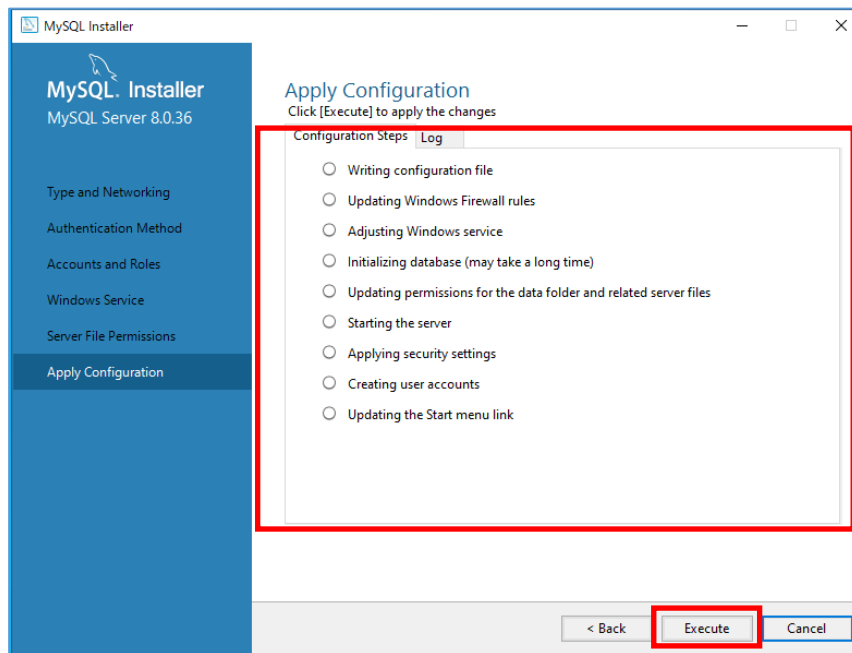 MySQL Installer
MySQL. Installer
MySQL Server 8.0.36
Type and Networking
Authentication Method
Accounts and Roles
Windows Service
Server File Permissions
Apply Configuration
Apply Configuration
Click [Execute] to apply the changes
Configuration Steps Log
Writing configuration file
Updating Windows Firewall rules
Adjusting Windows service
Initializing database (may take a long time)
Updating permissions for the data folder and related server files
Starting the server
Applying security settings
Creating user accounts
Updating the Start menu link
< Back Execute Cancel